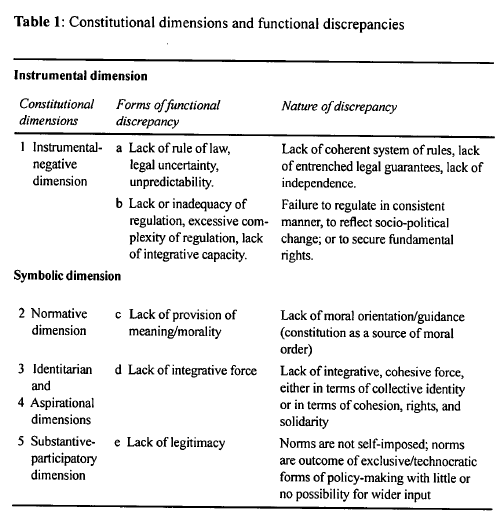 Table 1: Constitutional dimensions and functional discrepancies
Instrumental dimension
Constitutional dimensions Forms of functional discrepancy Nature of discrepancy
1 Instrumental-negative dimension
a Lack of rule of law,
legal uncertainty,
unpredictability.
Lack of coherent system of rules, lack
of entrenched legal guarantees, lack of
independence.
b Lack or inadequacy of
regulation, excessive com-
plexity of regulation, lack
of integrative capacity.
Failure to regulate in consistent
manner, to reflect socio-political
change; or to secure fundamental
rights.
Symbolic dimension
2 Normative
dimension
c Lack of provision of
meaning/morality
Lack of moral orientation/guidance
(constitution as a source of moral
order)
3 Identitarian
and
4 Aspirational
dimensions
d Lack of integrative force
Lack of integrative, cohesive force,
either in terms of collective identity
or in terms of cohesion, rights, and
solidarity
5 Substantive-
participatory
dimension
e Lack of legitimacy
Norms are not self-imposed; norms
are outcome of exclusive/technocratic
forms of policy-making with little or
no possibility for wider input